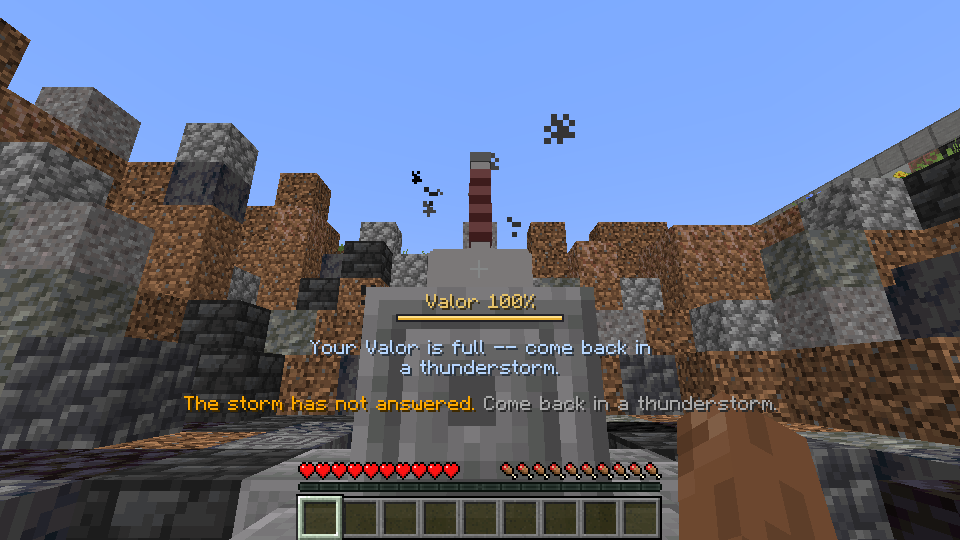 Valor 100%
Your Valor is full -- come back in
a thunderstorm.
The storm has not answered. Come back in a thunderstorm.